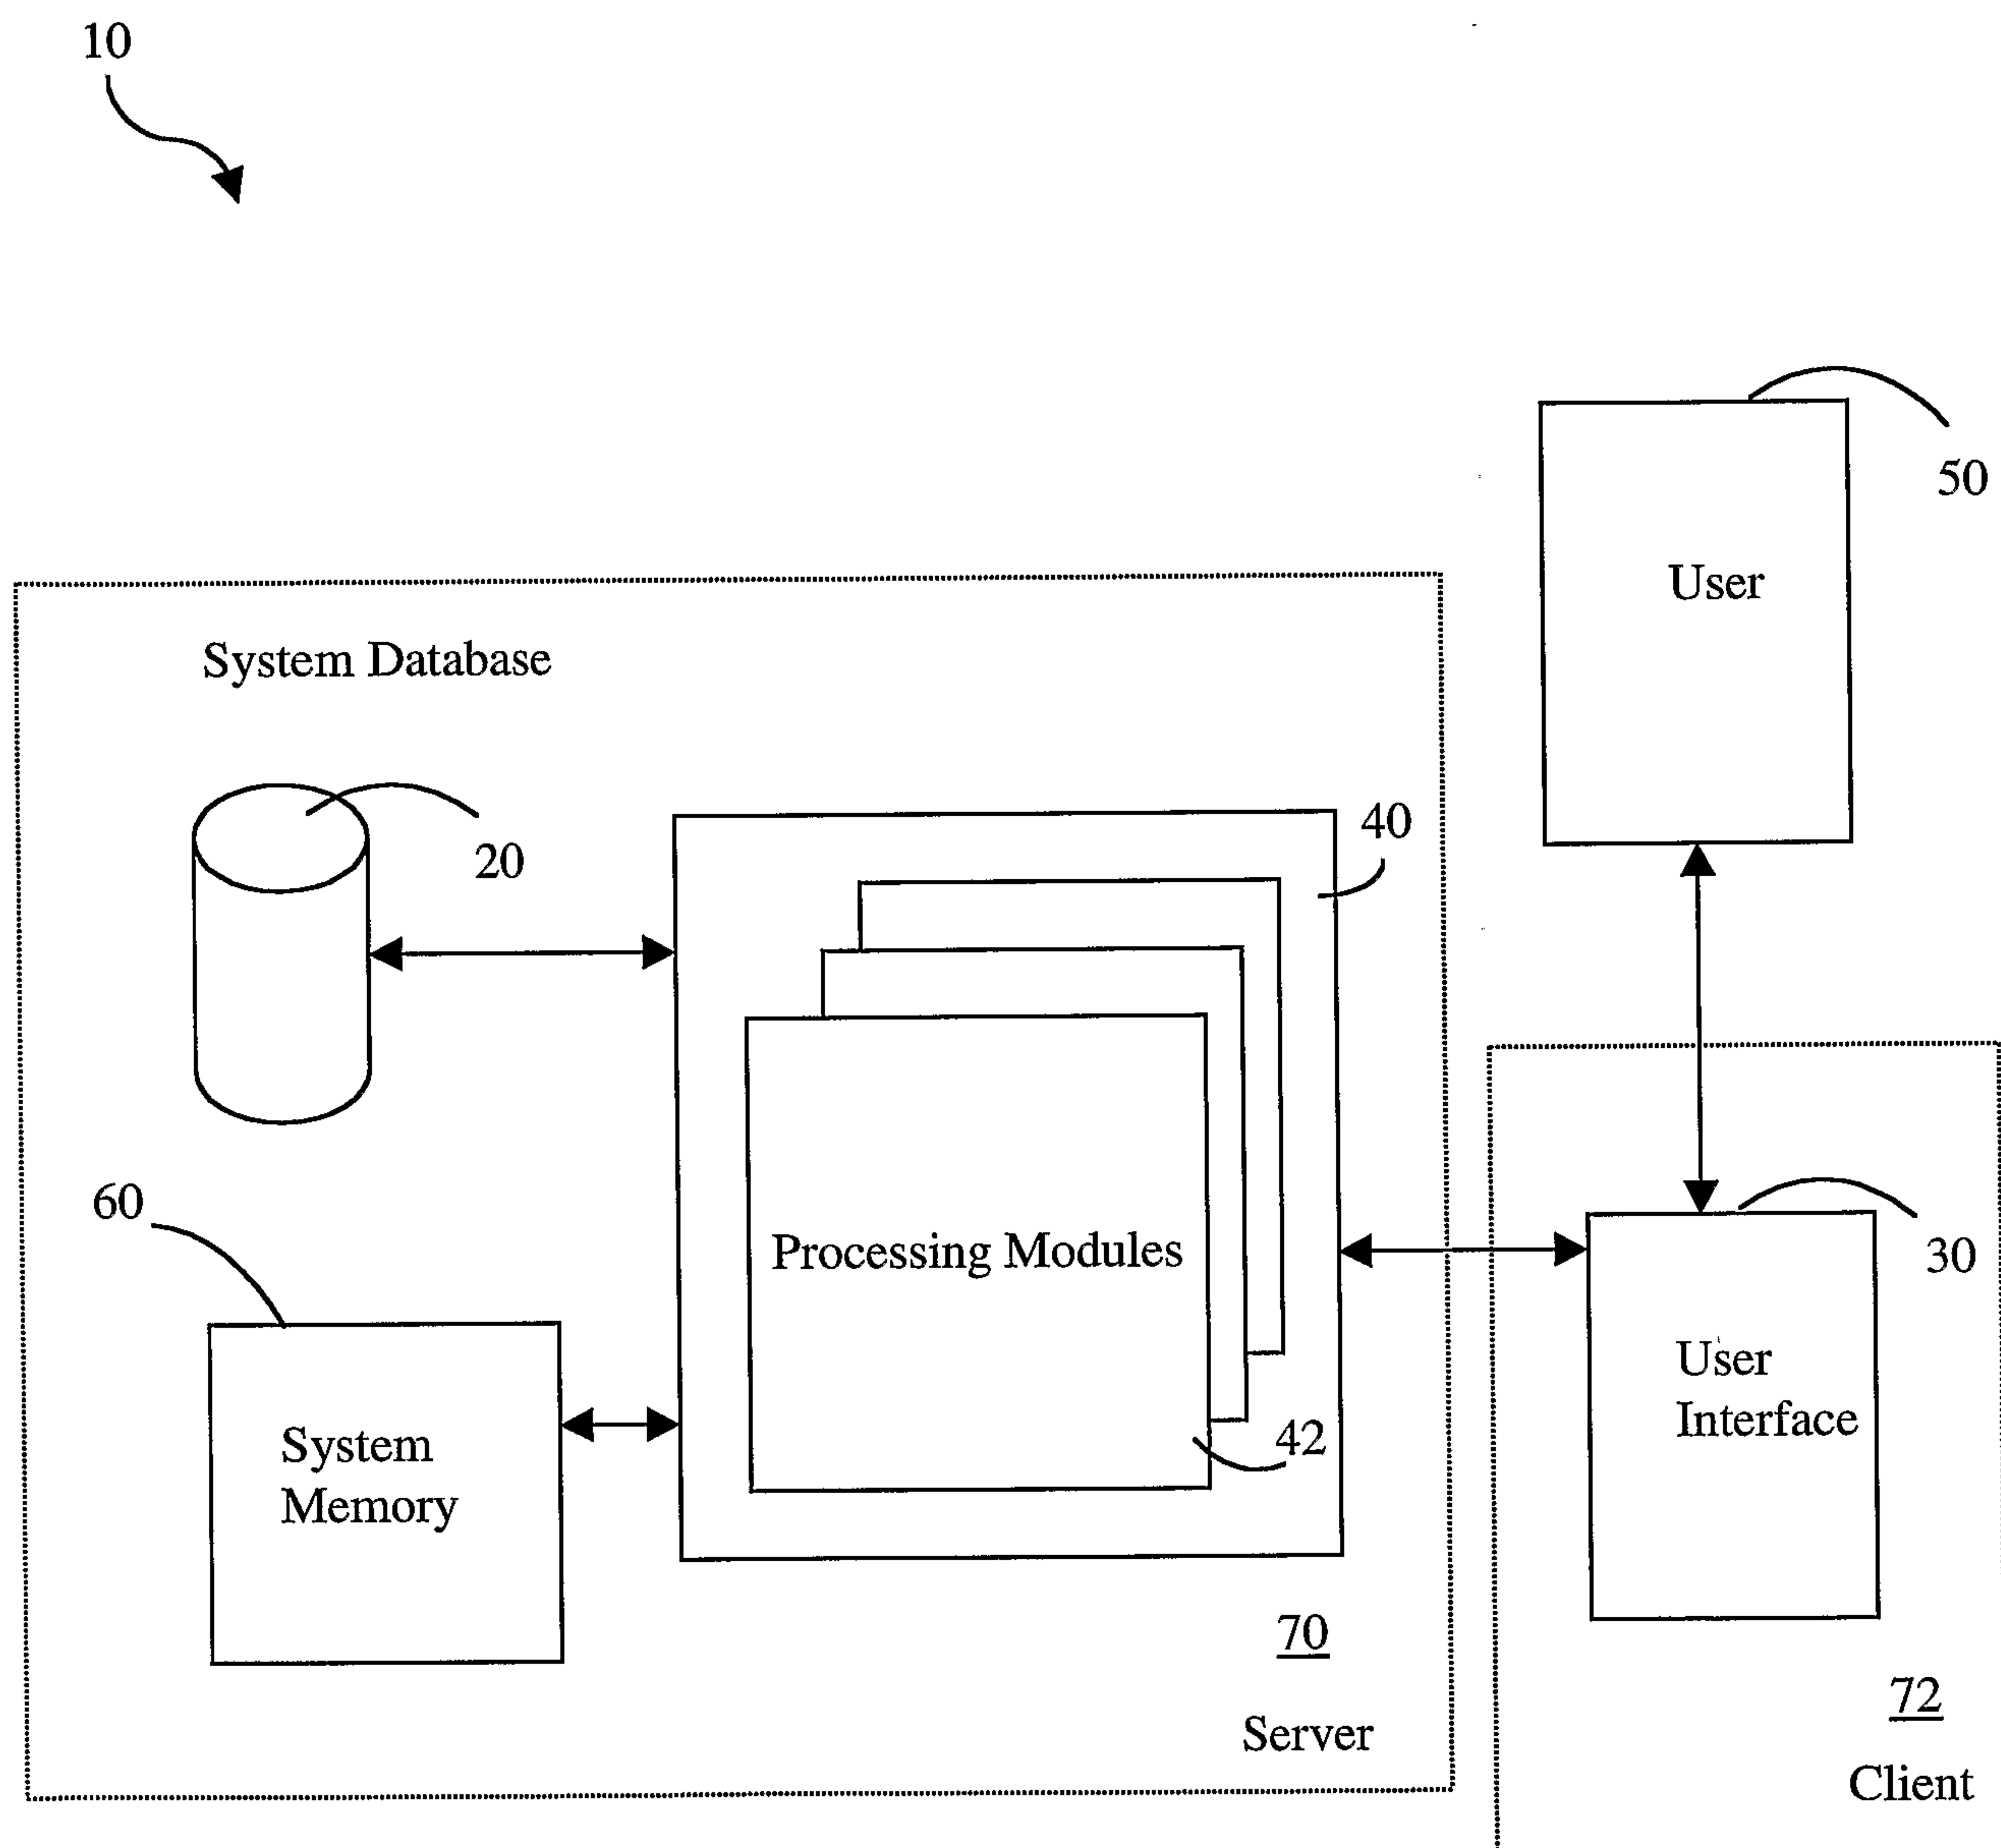 10
50
User
System Database
20
40
60
Processing Modules
30
User
Interface
System
Memory
42
70
72
Server
Client